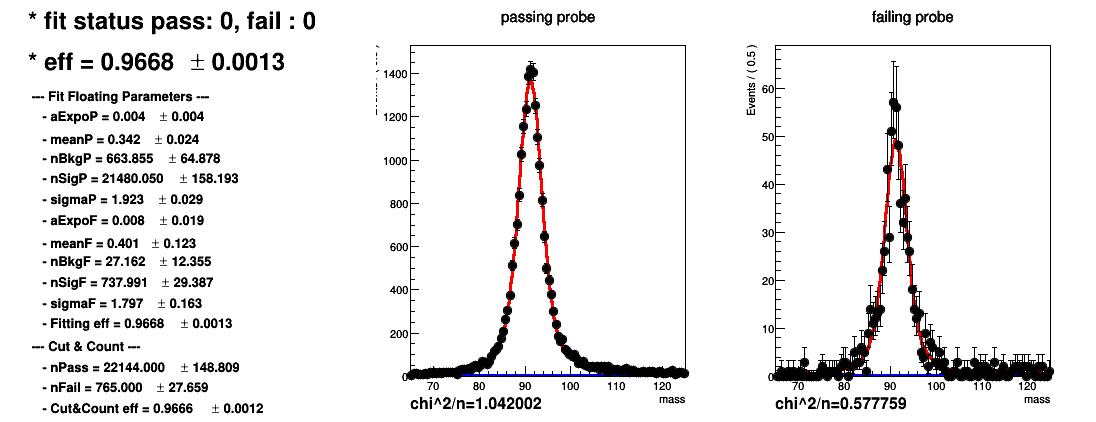 * fit status pass: 0, fail : 0
* eff = 0.9668 ± 0.0013
--- Fit Floating Parameters ---
- aExpoP = 0.004 ± 0.004
- meanP = 0.342 ± 0.024
- nBkgP = 663.855 ± 64.878
- nSigP = 21480.050 ± 158.193
- sigmaP = 1.923 ± 0.029
- aExpoF = 0.008 ± 0.019
- meanF = 0.401 ± 0.123
- nBkgF = 27.162 ± 12.355
- nSigF = 737.991 ± 29.387
- sigmaF = 1.797 ± 0.163
- Fitting eff = 0.9668 ± 0.0013
--- Cut & Count ---
- nPass = 22144.000 ± 148.809
- nFail = 765.000 ± 27.659
- Cut&Count eff = 0.9666 ± 0.0012
passing probe
1400
1200
1000
800
600
400
200
0
70 80 90 100 110 120
mass
chi^2/n=1.042002
failing probe
Events / ( 0.5 )
60
50
40
30
20
10
0
70 80 90 100 110 120
mass
chi^2/n=0.577759